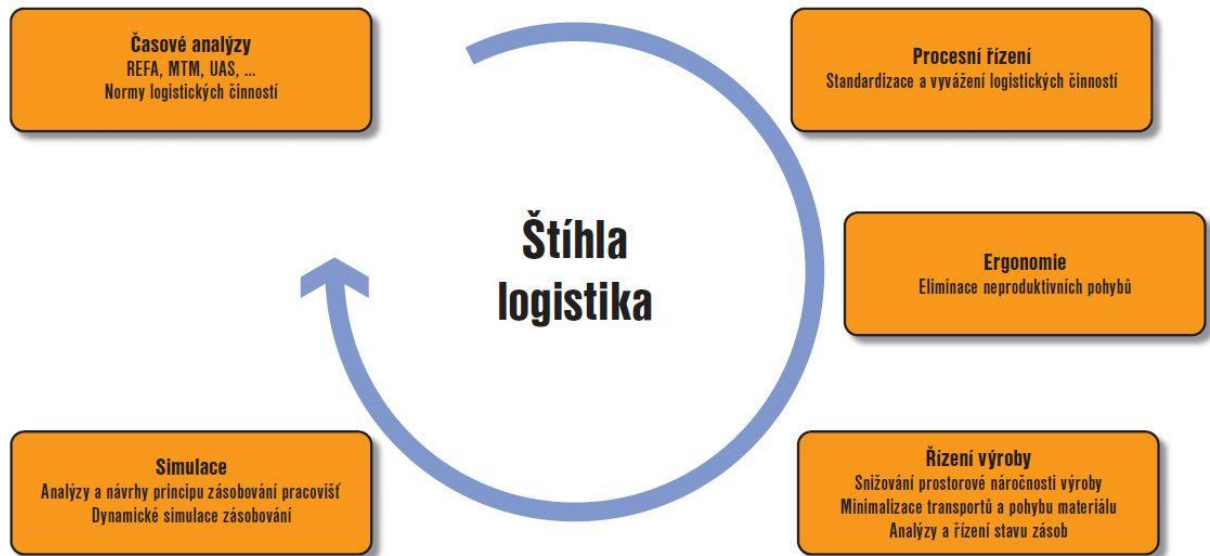 Časové analýzy
REFA, MTM, UAS, ...
Normy logistických činností
Procesní řízení
Standardizace a vyvážení logistických činností
Štíhla
logistika
Ergonomie
Eliminace neproduktivních pohybů
Simulace
Analýzy a návrhy principu zásobování pracovišť
Dynamické simulace zásobování
Řízení výroby
Snižování prostorové náročnosti výroby
Minimalizace transportů a pohybu materiálu
Analýzy a řízení stavu zásob